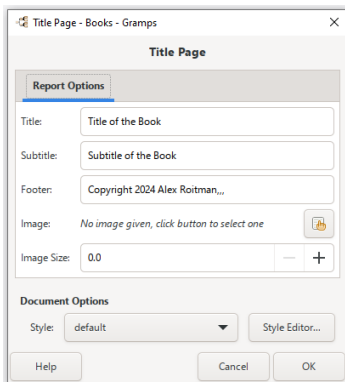 Title Page - Books - Gramps
Title Page
Report Options
Title: Title of the Book
Subtitle: Subtitle of the Book
Footer: Copyright 2024 Alex Roitman,,,
Image: No image given, click button to select one
Image Size: 0.0
Document Options
Style: default Style Editor...
Help Cancel OK